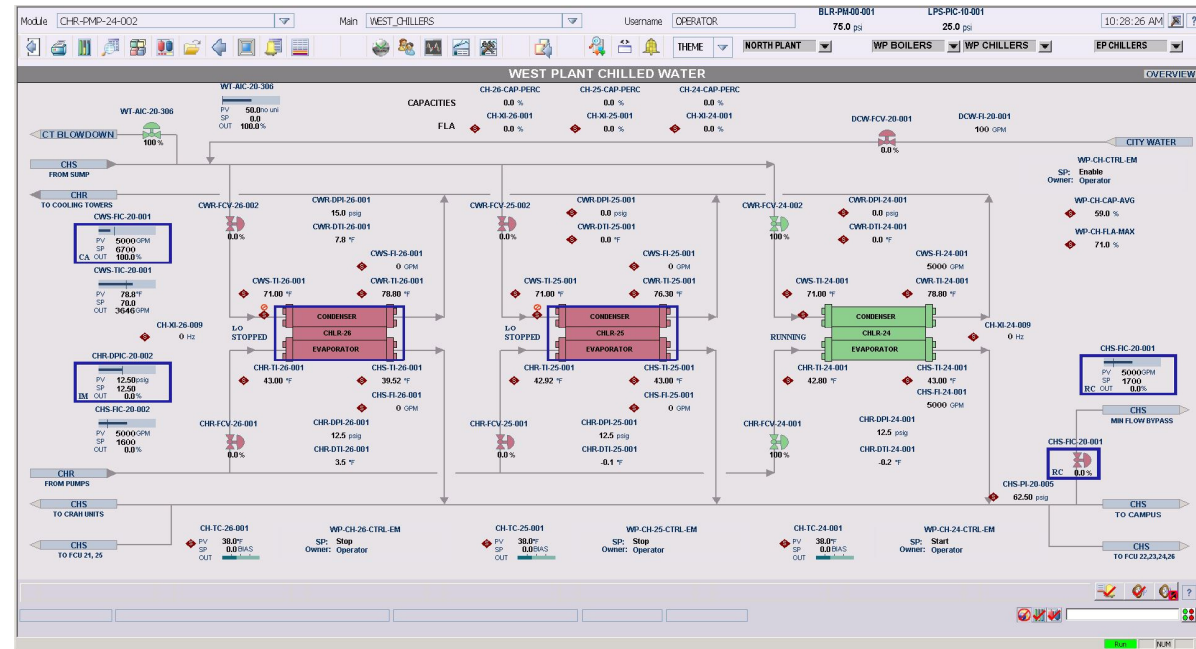 Module CHR-PMP-24-002 Main WEST_CHILLERS Username OPERATOR BLR-PM-00-001 75.0 psi LPS-PIC-10-001 25.0 psi 10:28:26 AM ?
THEME NORTH PLANT WP BOILERS WP CHILLERS EP CHILLERS
WEST PLANT CHILLED WATER OVERVIEW
WT-AIC-20-306
PV 50.0no uni
SP 0.0
OUT 100.0%
CAPACITIES
FLA
CH-26-CAP-PERC
0.0 %
CH-XI-26-001
S 0.0 %
CH-25-CAP-PERC
0.0 %
CH-XI-25-001
S 0.0 %
CH-24-CAP-PERC
0.0 %
CH-XI-24-001
S 0.0 %
WT-AIC-20-306
100 %
CT BLOWDOWN
DCW-FCV-20-001
0.0 %
DCW-FI-20-001
100 GPM
CITY WATER
CHS
FROM SUMP
CHR
TO COOLING TOWERS
WP-CH-CTRL-EM
SP: Enable
Owner: Operator
WP-CH-CAP-AVG
S 59.0 %
WP-CH-FLA-MAX
S 71.0 %
CWS-FIC-20-001
PV 5000GPM
SP 6700
CA OUT 100.0%
CWS-TIC-20-001
PV 78.8°F
SP 70.0
OUT 3646GPM
CH-XI-26-009
S 0 Hz
CHR-DPIC-20-002
PV 12.50psig
SP 12.50
IM OUT 0.0%
CHS-FIC-20-002
PV 5000GPM
SP 1600
OUT 0.0%
CWR-FCV-26-002
0.0 %
CWR-DPI-26-001
15.0 psig
CWR-DTI-26-001
7.8 °F
CWS-FI-26-001
S 0 GPM
CWS-TI-26-001
S 71.00 °F
CWR-TI-26-001
S 78.80 °F
S
LO
STOPPED
CONDENSER
CHLR-26
EVAPORATOR
CHR-TI-26-001
S 43.00 °F
CHS-TI-26-001
S 39.52 °F
CHS-FI-26-001
S 0 GPM
CHR-FCV-26-001
0.0 %
CHR-DPI-26-001
12.5 psig
CHR-DTI-26-001
3.5 °F
CWR-FCV-25-002
0.0 %
CWR-DPI-25-001
S 0.0 psig
CWR-DTI-25-001
S 0.0 °F
CWS-FI-25-001
S 0 GPM
CWS-TI-25-001
S 71.00 °F
CWR-TI-25-001
S 76.30 °F
S
LO
STOPPED
CONDENSER
CHLR-25
EVAPORATOR
CHR-TI-25-001
S 42.92 °F
CHS-TI-25-001
S 43.00 °F
CHS-FI-25-001
S 0 GPM
CHR-FCV-25-001
0.0 %
CHR-DPI-25-001
12.5 psig
CHR-DTI-25-001
-0.1 °F
CWR-FCV-24-002
100 %
CWR-DPI-24-001
S 0.0 psig
CWR-DTI-24-001
S 0.0 °F
CWS-FI-24-001
5000 GPM
CWS-TI-24-001
S 71.00 °F
CWR-TI-24-001
S 78.80 °F
S
RUNNING
CONDENSER
CHLR-24
EVAPORATOR
CH-XI-24-009
S 0 Hz
CHR-TI-24-001
S 42.80 °F
CHS-TI-24-001
S 43.00 °F
CHS-FI-24-001
5000 GPM
CHR-FCV-24-001
100 %
CHR-DPI-24-001
12.5 psig
CHR-DTI-24-001
-0.2 °F
CHS-FIC-20-001
PV 5000GPM
SP 1700
RC OUT 0.0%
CHS
MIN FLOW BYPASS
CHS-FIC-20-001
RC 0.0 %
CHS-PI-20-005
S 62.50 psig
CHR
FROM PUMPS
CHS
TO CRAH UNITS
CHS
TO FCU 21, 25
CHS
TO CAMPUS
CHS
TO FCU 22,23,24,26
CH-TC-26-001
S PV 38.0°F
SP 0.0BIAS
OUT
WP-CH-26-CTRL-EM
SP: Stop
Owner: Operator
CH-TC-25-001
S PV 38.0°F
SP 0.0BIAS
OUT
WP-CH-25-CTRL-EM
SP: Stop
Owner: Operator
CH-TC-24-001
S PV 38.0°F
SP 0.0BIAS
OUT
WP-CH-24-CTRL-EM
SP: Start
Owner: Operator
?
Run NUM